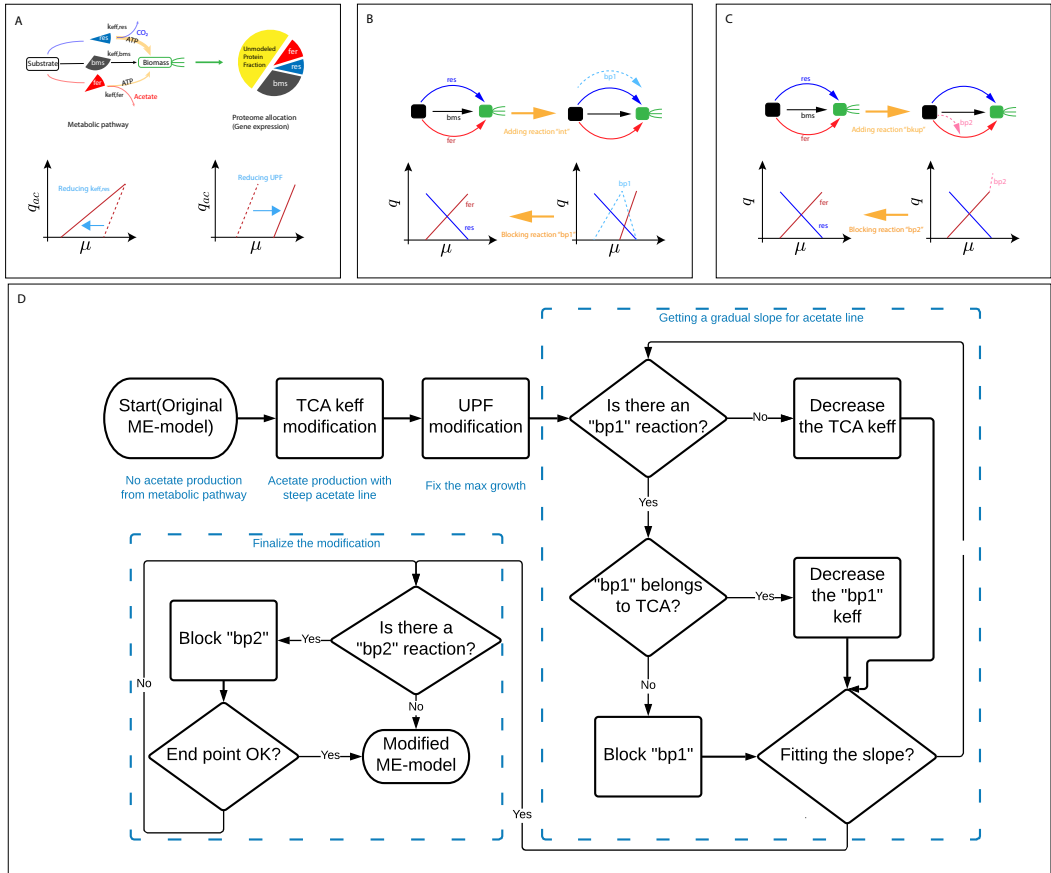 A
keff,res
CO₂
res
ATP
Substrate
keff,bms
bms
Biomass
fer
ATP
keff,fer
Acetate
Metabolic pathway
Unmodeled
Protein
Fraction
fer
res
bms
Proteome allocation
(Gene expression)
Reducing keff,res
qac
μ
Reducing UPF
qac
μ
B
res
bms
fer
Adding reaction "int"
bp1
q
fer
res
μ
Blocking reaction "bp1"
q
bp1
μ
C
res
bms
fer
Adding reaction "bkup"
bp2
q
fer
res
μ
Blocking reaction "bp2"
q
bp2
μ
D
Getting a gradual slope for acetate line
Start(Original
ME-model)
TCA keff
modification
UPF
modification
Is there an
"bp1" reaction?
No
Decrease
the TCA keff
No acetate production
from metabolic pathway
Acetate production with
steep acetate line
Fix the max growth
Yes
"bp1" belongs
to TCA?
Yes
Decrease
the "bp1"
keff
No
Block "bp1"
Fitting the slope?
Yes
Finalize the modification
Is there a
"bp2" reaction?
Yes
Block "bp2"
No
No
End point OK?
Yes
Modified
ME-model